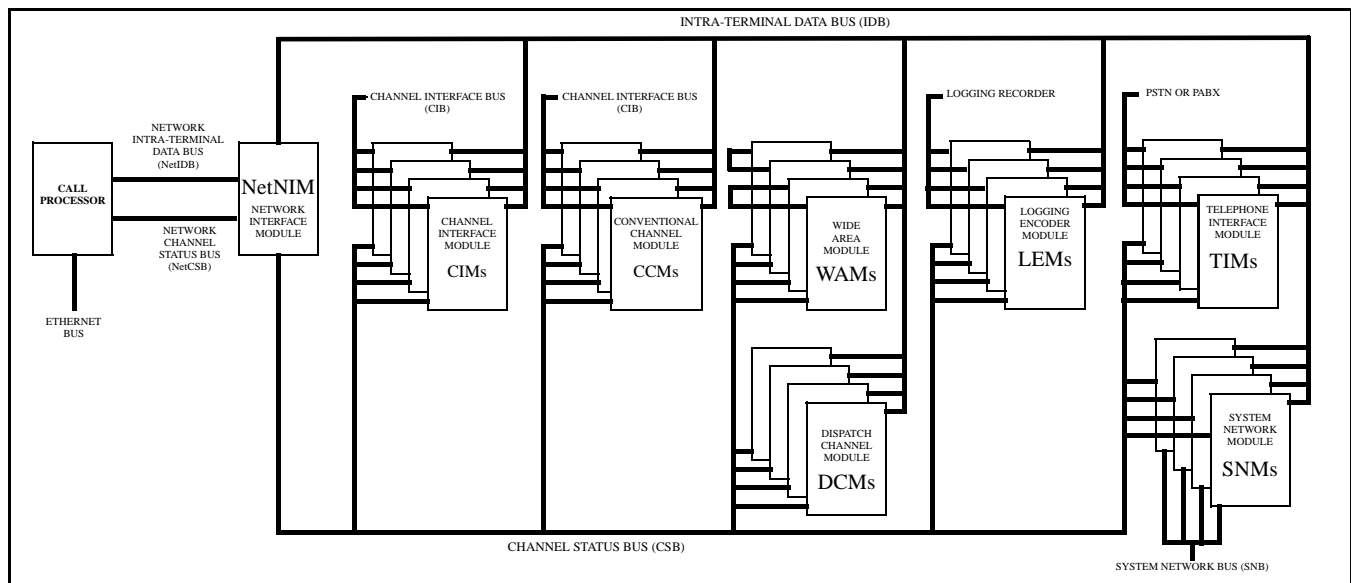 INTRA-TERMINAL DATA BUS (IDB)
CHANNEL INTERFACE BUS
(CIB)
CHANNEL INTERFACE BUS
(CIB)
LOGGING RECORDER
PSTN OR PABX
NETWORK
INTRA-TERMINAL
DATA BUS
(NetIDB)
CALL
PROCESSOR
NetNIM
NETWORK
INTERFACE
MODULE
NETWORK
CHANNEL
STATUS BUS
(NetCSB)
ETHERNET
BUS
CHANNEL
INTERFACE
MODULE
CIMs
CONVENTIONAL
CHANNEL
MODULE
CCMs
WIDE
AREA
MODULE
WAMs
LOGGING
ENCODER
MODULE
LEMs
TELEPHONE
INTERFACE
MODULE
TIMs
DISPATCH
CHANNEL
MODULE
DCMs
SYSTEM
NETWORK
MODULE
SNMs
CHANNEL STATUS BUS (CSB)
SYSTEM NETWORK BUS (SNB)